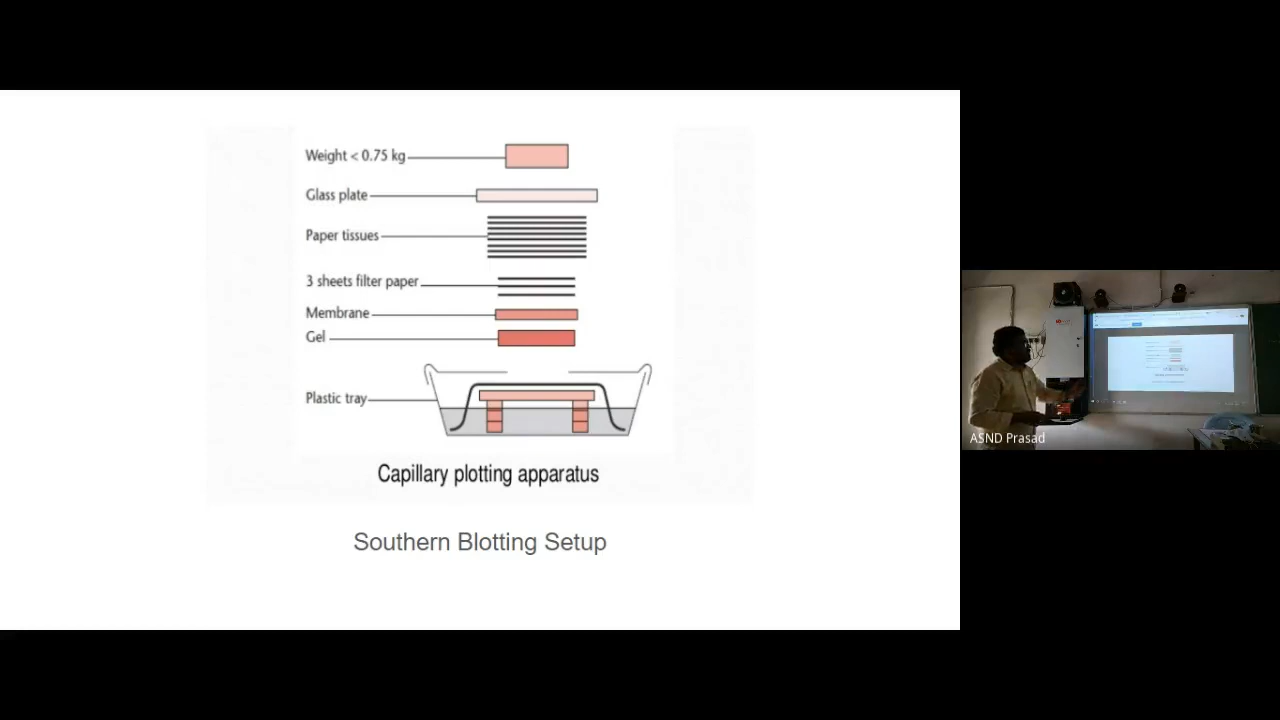 Weight < 0.75 kg
Glass plate
Paper tissues
3 sheets filter paper
Membrane
Gel
Plastic tray
Capillary plotting apparatus
Southern Blotting Setup
ASND Prasad